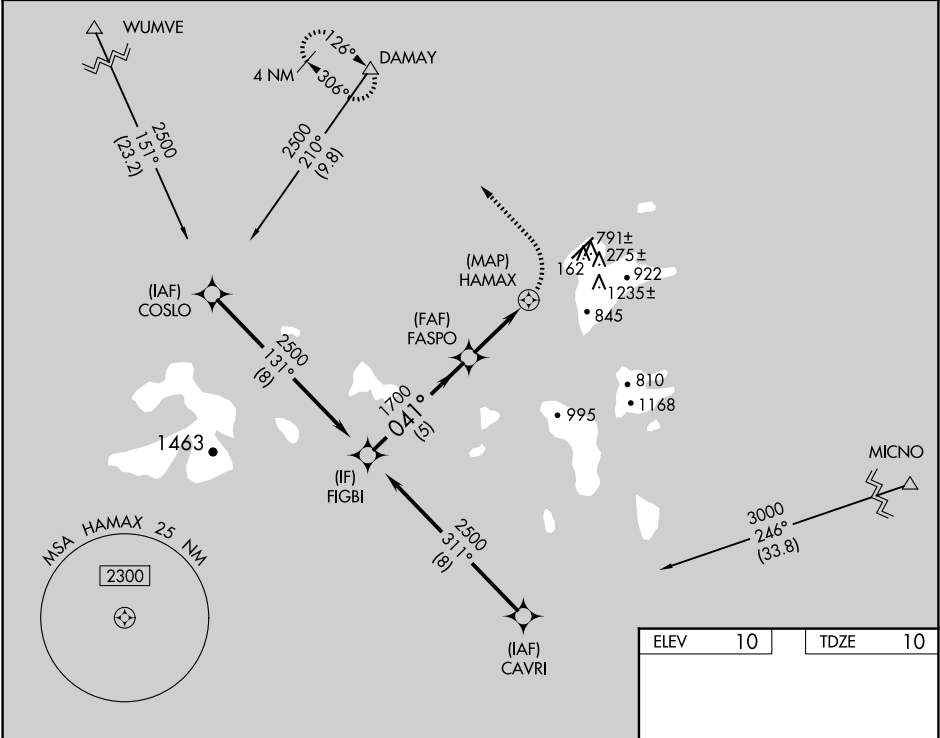 WUMVE
2500
151°
(23.2)
126°
306°
4 NM
DAMAY
2500
210°
(9.8)
(IAF)
COSLO
2500
131°
(8)
(MAP)
HAMAX
(FAF)
FASPO
791±
162
275±
922
1235±
845
810
1168
995
1463
1700
041°
(5)
(IF)
FIGBI
2500
311°
(8)
MICNO
3000
246°
(33.8)
(IAF)
CAVRI
MSA HAMAX 25 NM
2300
ELEV 10
TDZE 10